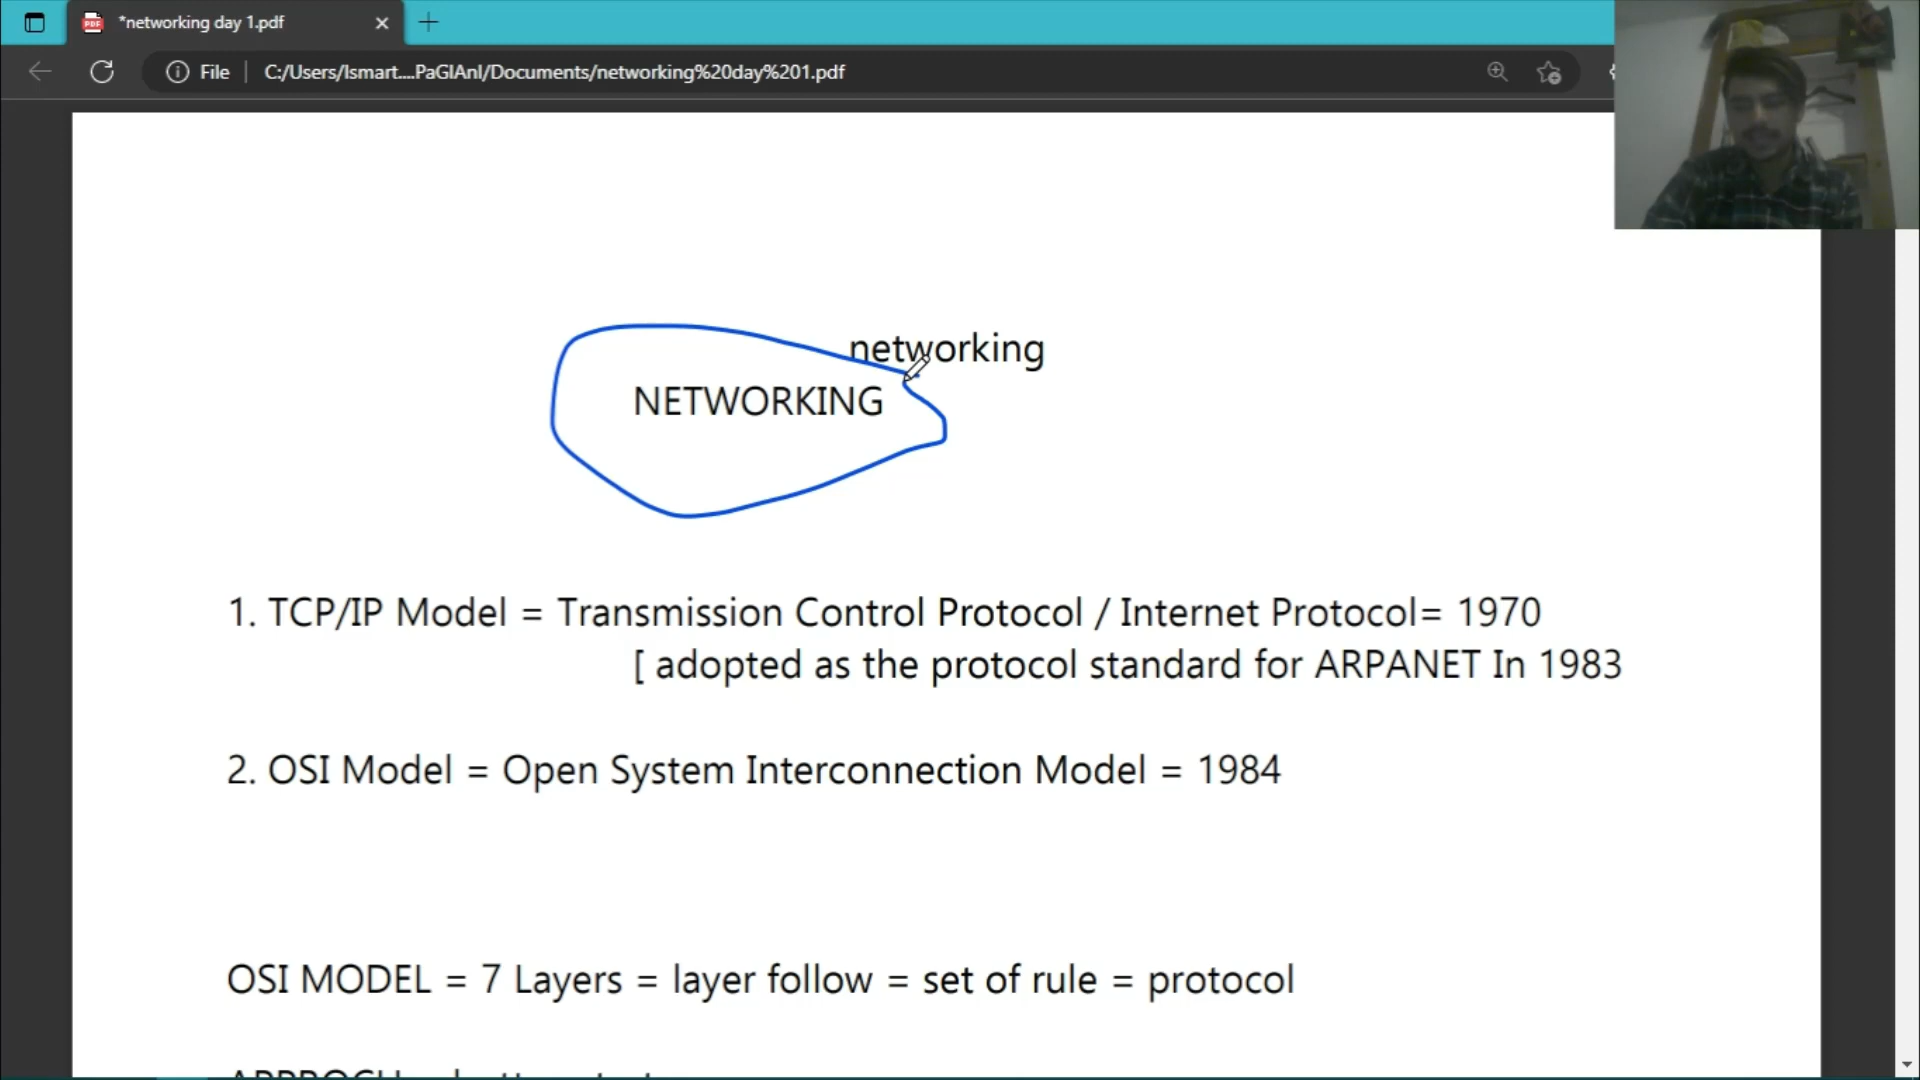 *networking day 1.pdf
File
C:/Users/Ismart....PaGlAnI/Documents/networking%20day%201.pdf
networking
NETWORKING
1. TCP/IP Model = Transmission Control Protocol / Internet Protocol= 1970
[ adopted as the protocol standard for ARPANET In 1983
2. OSI Model = Open System Interconnection Model = 1984
OSI MODEL = 7 Layers = layer follow = set of rule = protocol